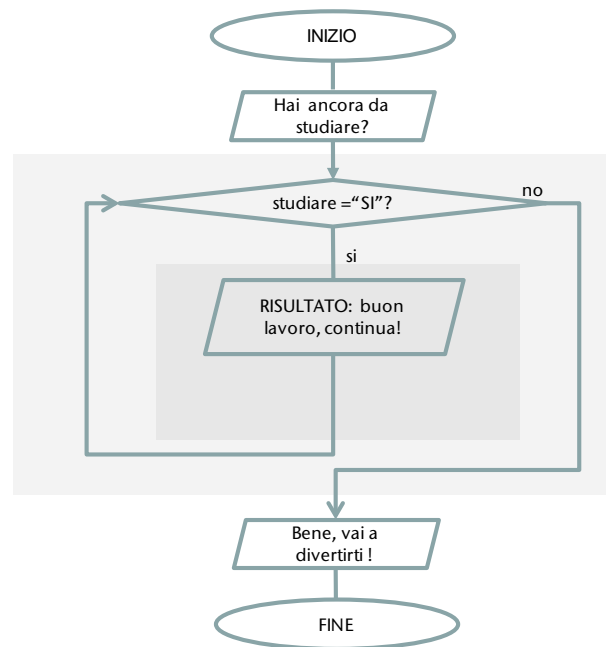 INIZIO
Hai ancora da
studiare?
studiare =“SI”?
no
si
RISULTATO: buon
lavoro, continua!
Bene, vai a
divertirti !
FINE